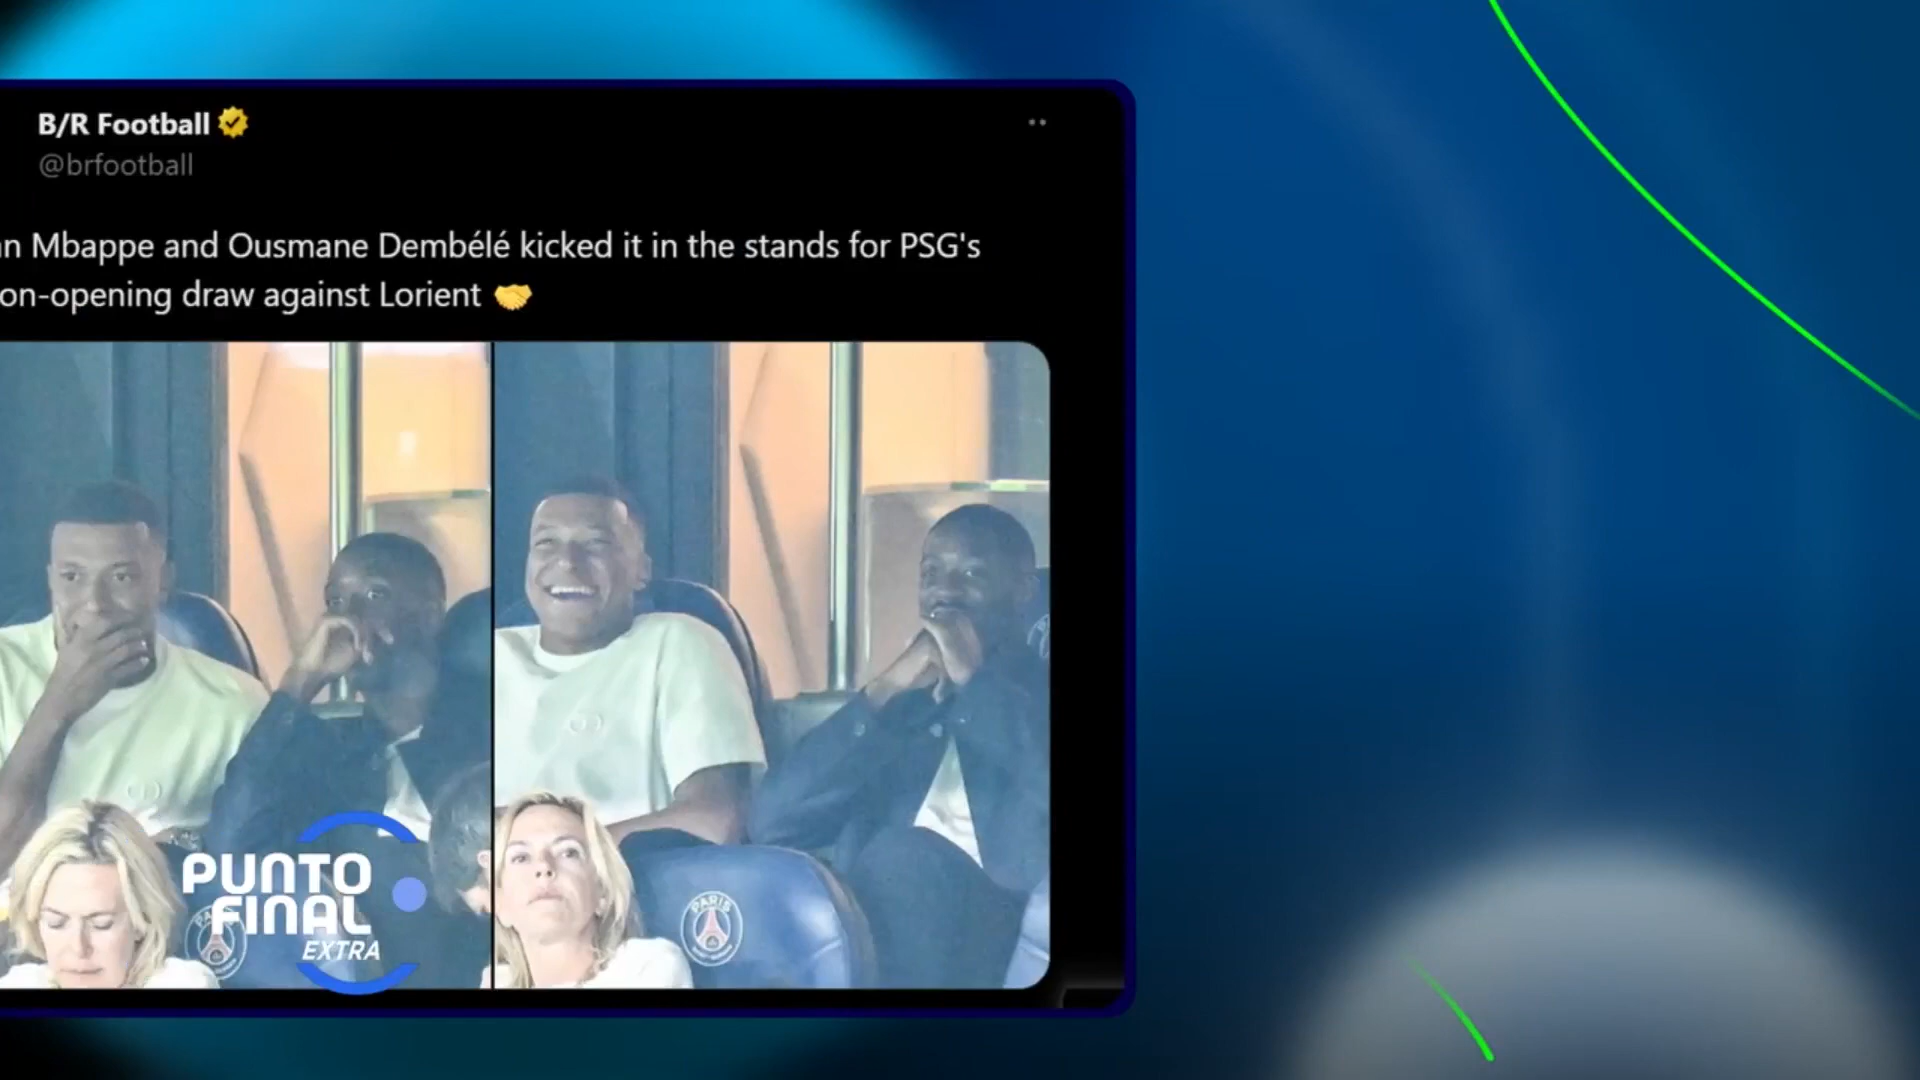 B/R Football
@brfootball
n Mbappe and Ousmane Dembélé kicked it in the stands for PSG's
on-opening draw against Lorient
PUNTO
FINAL
EXTRA
PARIS